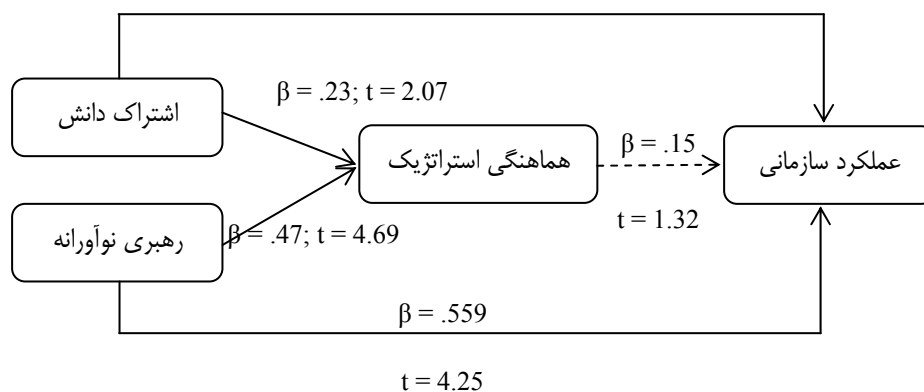 β = .23; t = 2.07
اشتراک دانش
هماهنگی استراتژیک
β = .15
عملکرد سازمانی
t = 1.32
رهبری نوآورانه
β = .47; t = 4.69
β = .559
t = 4.25